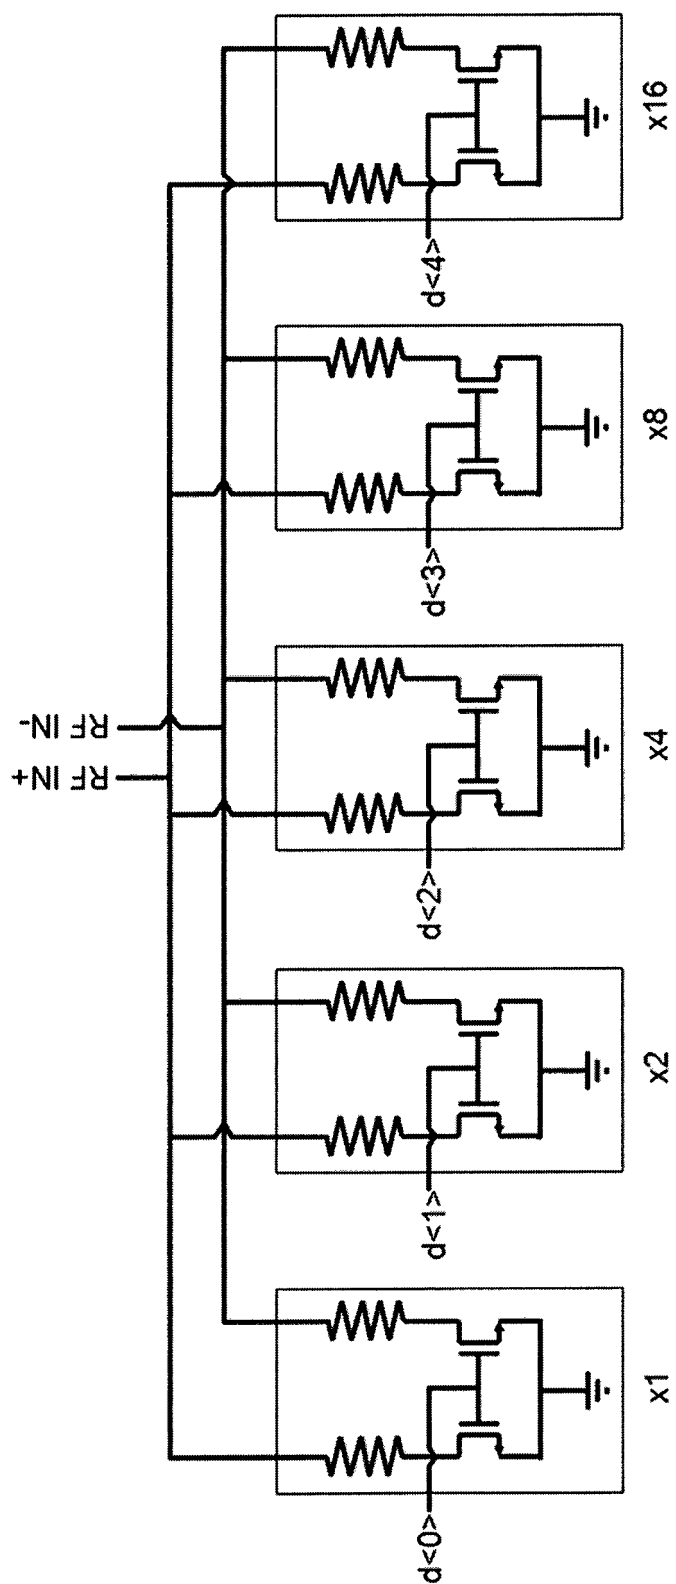 RF IN+
RF IN-
d<0>
d<1>
d<2>
d<3>
d<4>
x1
x2
x4
x8
x16